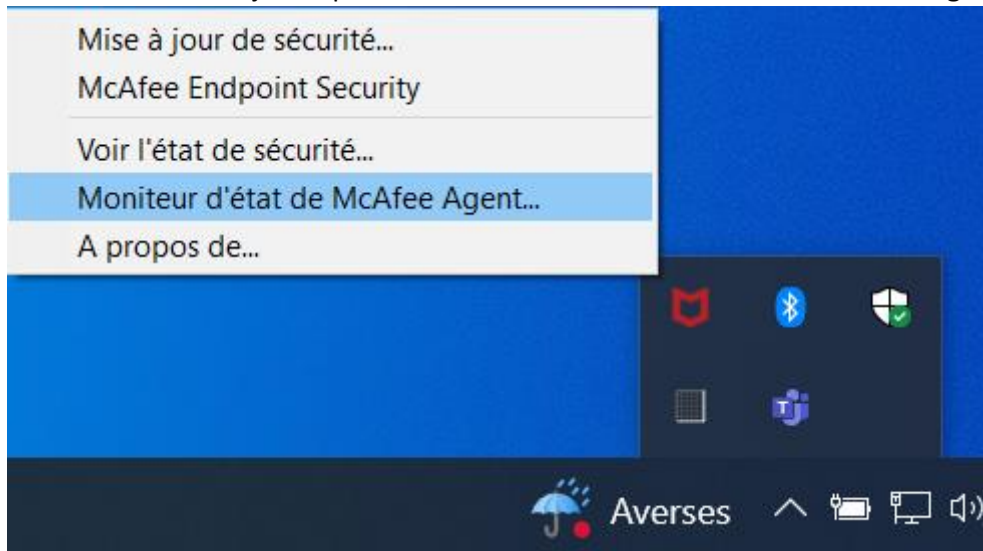 Mise à jour de sécurité...
McAfee Endpoint Security
Voir l'état de sécurité...
Moniteur d'état de McAfee Agent...
A propos de...
Averses